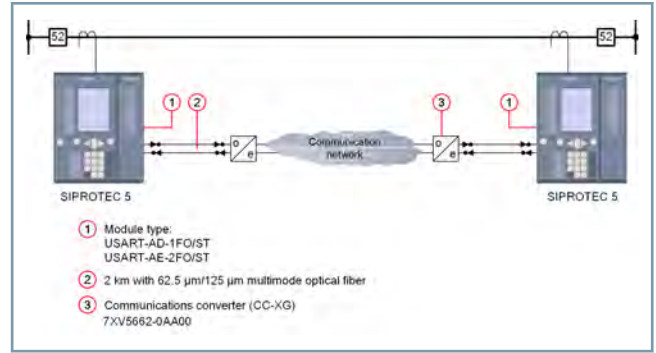 52
52
1 2 3 1
o
e
Communication
network
o
e
SIPROTEC 5
SIPROTEC 5
1 Module type:
USART-AD-1FO/ST
USART-AE-2FO/ST
2 2 km with 62.5 µm/125 µm multimode optical fiber
3 Communications converter (CC-XG)
7XV5662-0AA00